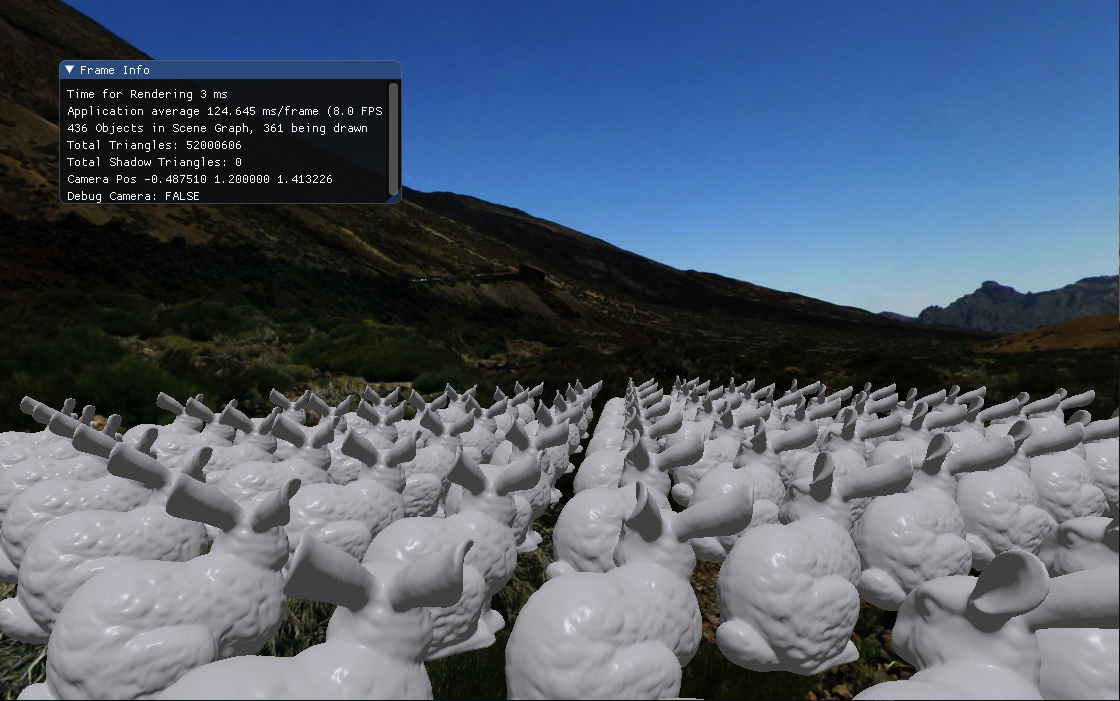 Frame Info
Time for Rendering 3 ms
Application average 124.645 ms/frame (8.0 FPS
436 Objects in Scene Graph, 361 being drawn
Total Triangles: 52000606
Total Shadow Triangles: 0
Camera Pos -0.487510 1.200000 1.413226
Debug Camera: FALSE